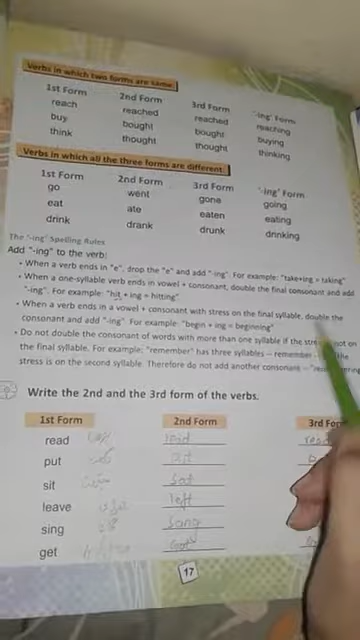 Verbs in which two forms are same:
1st Form 2nd Form 3rd Form '-ing' Form
reach reached reached reaching
buy bought bought buying
think thought thought thinking
Verbs in which all the three forms are different:
1st Form 2nd Form 3rd Form '-ing' Form
go went gone going
eat ate eaten eating
drink drank drunk drinking
The "-ing" Spelling Rules
Add "-ing" to the verb:
• When a verb ends in "e", drop the "e" and add "-ing". For example: "take+ing = taking"
• When a one-syllable verb ends in vowel + consonant, double the final consonant and add
"-ing". For example: "hit + ing = hitting"
• When a verb ends in a vowel + consonant with stress on the final syllable, double the
consonant and add "-ing" For example: "begin + ing = beginning"
• Do not double the consonant of words with more than one syllable if the stress not on
the final syllable. For example: "remember" has three syllables – remember the
stress is on the second syllable. Therefore do not add another consonant –
Write the 2nd and the 3rd form of the verbs.
1st Form 2nd Form 3rd Fo
read read read
put put
sit sat
leave left
sing sang
get got
17